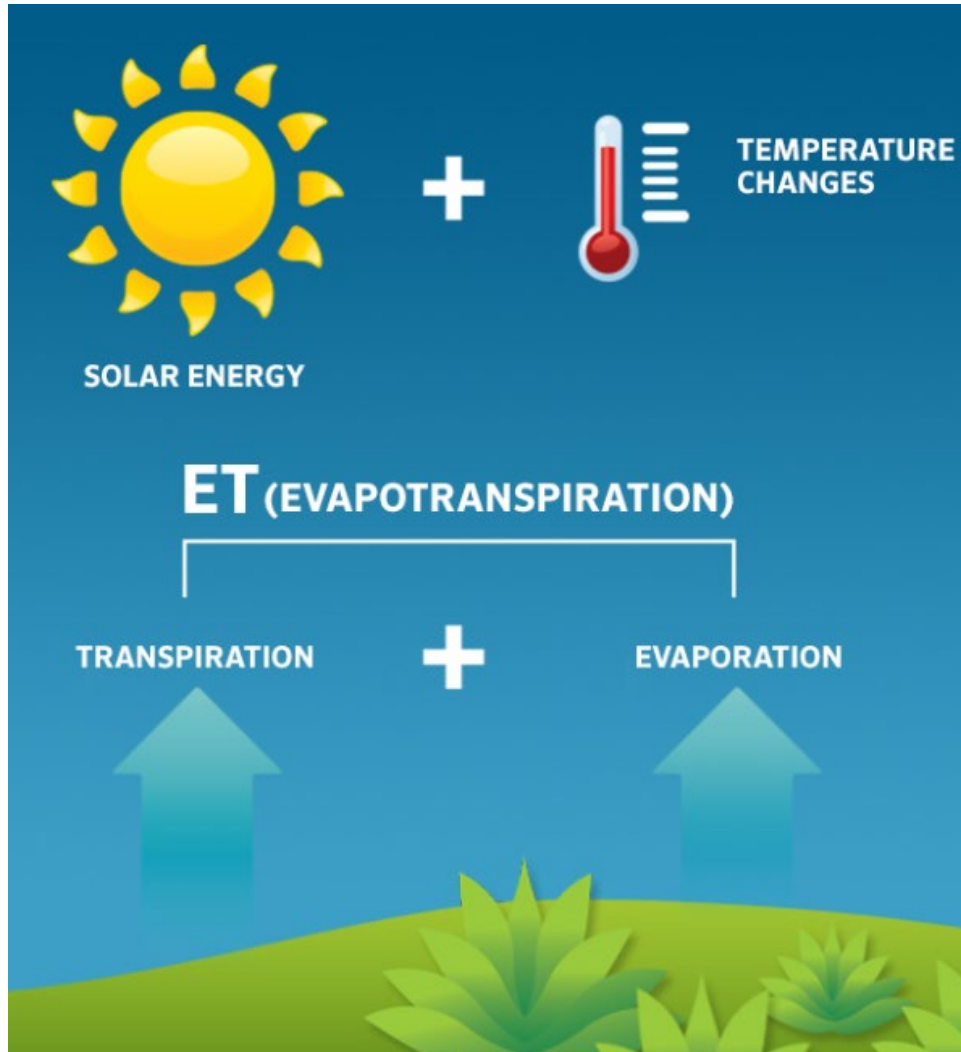 TEMPERATURE
CHANGES
SOLAR ENERGY
ET (EVAPOTRANSPIRATION)
TRANSPIRATION
EVAPORATION